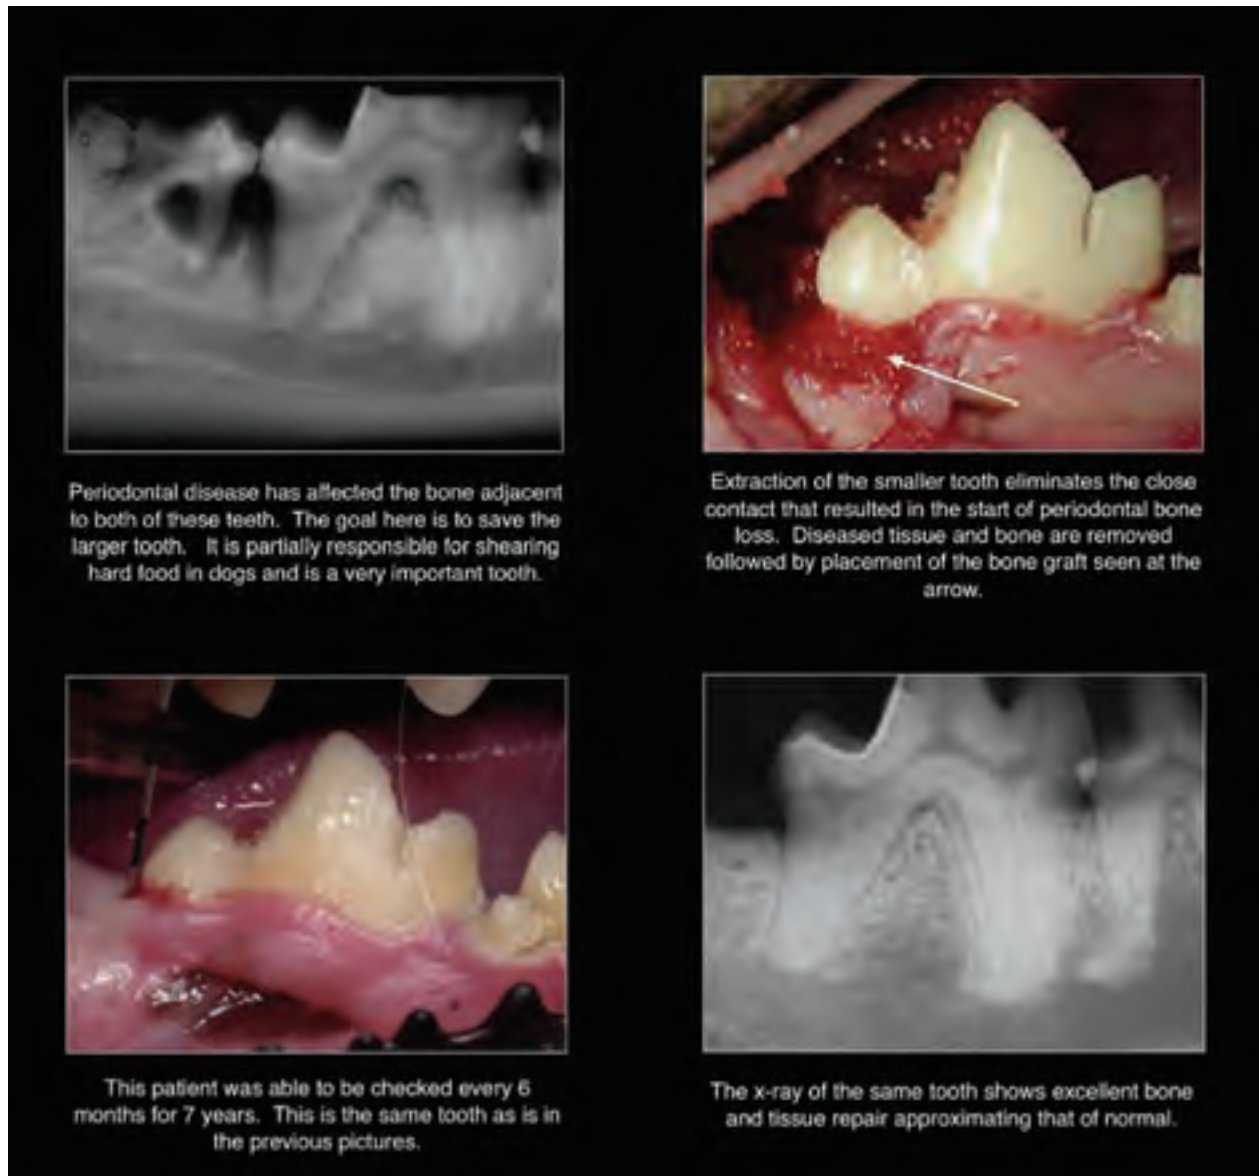 Periodontal disease has affected the bone adjacent
to both of these teeth. The goal here is to save the
larger tooth. It is partially responsible for shearing
hard food in dogs and is a very important tooth.
Extraction of the smaller tooth eliminates the close
contact that resulted in the start of periodontal bone
loss. Diseased tissue and bone are removed
followed by placement of the bone graft seen at the
arrow.
This patient was able to be checked every 6
months for 7 years. This is the same tooth as is in
the previous pictures.
The x-ray of the same tooth shows excellent bone
and tissue repair approximating that of normal.